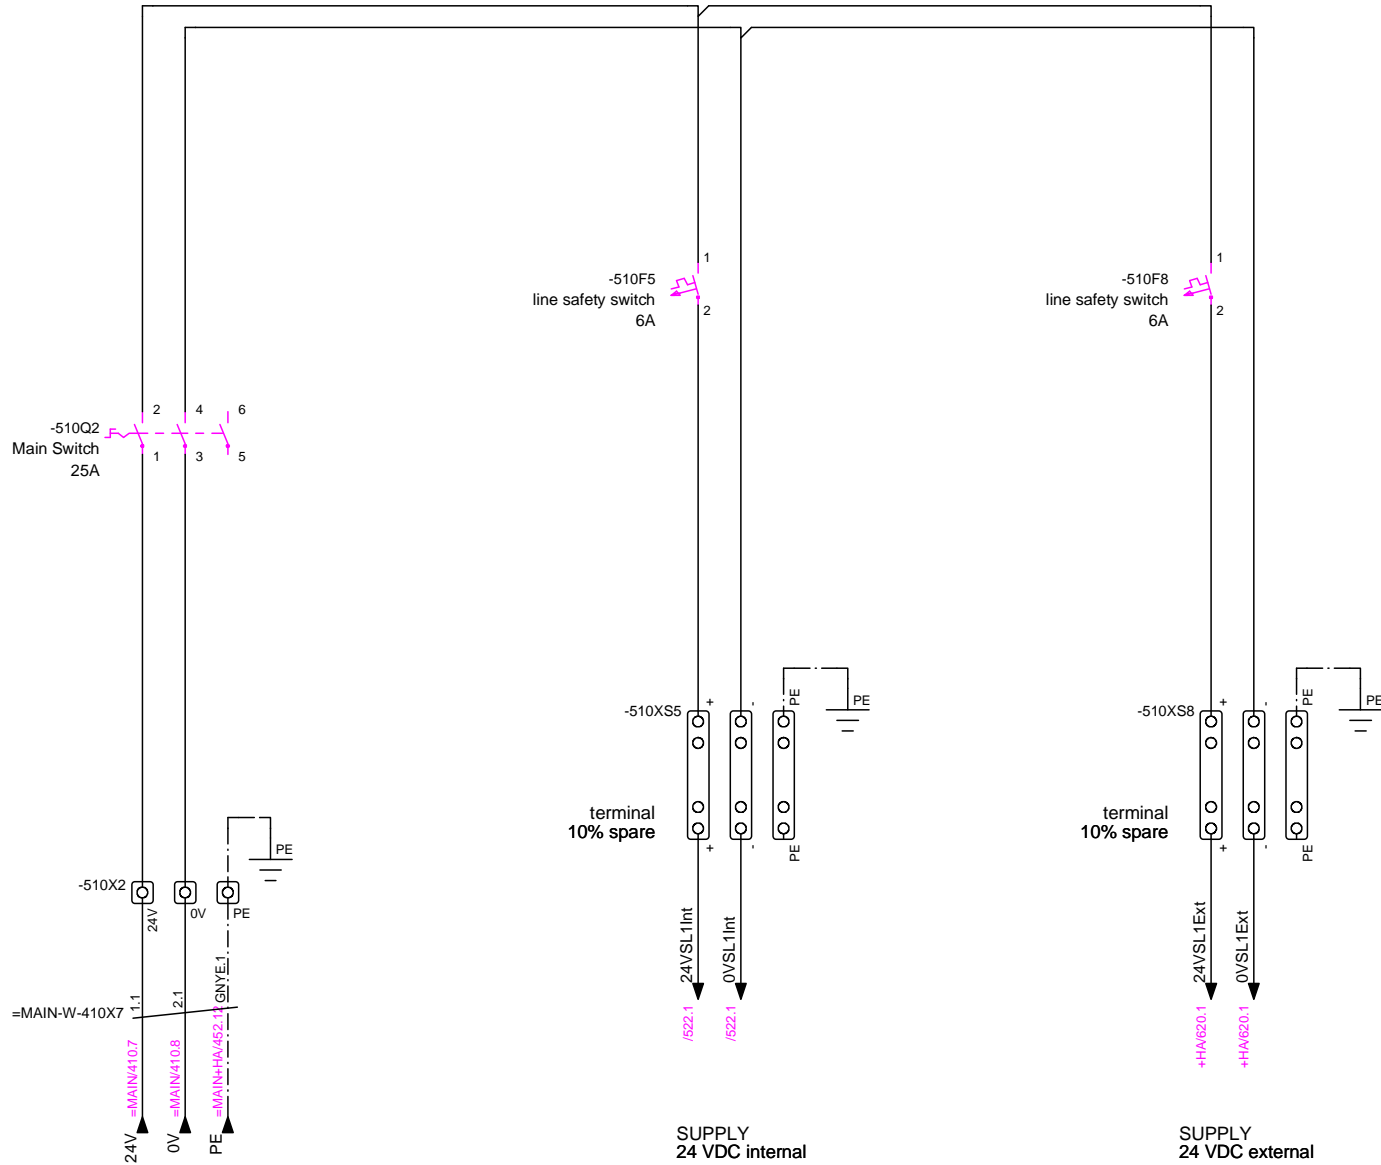 1
-510F5
line safety switch
6A
2
1
-510F8
line safety switch
6A
2
2
4
6
-510Q2
Main Switch
25A
1
3
5
-510XS5
+
-
PE
PE
terminal
10% spare
+
-
PE
-510XS8
+
-
PE
PE
terminal
10% spare
+
-
PE
PE
-510X2
24V
0V
PE
=MAIN-W-410X7
1.1
2.1
GNYE.1
=MAIN/410.7
=MAIN/410.8
=MAIN+HA/452.12
24V
0V
PE
24VSL1Int
0VSL1Int
/522.1
/522.1
24VSL1Ext
0VSL1Ext
+HA/620.1
+HA/620.1
SUPPLY
24 VDC internal
SUPPLY
24 VDC external